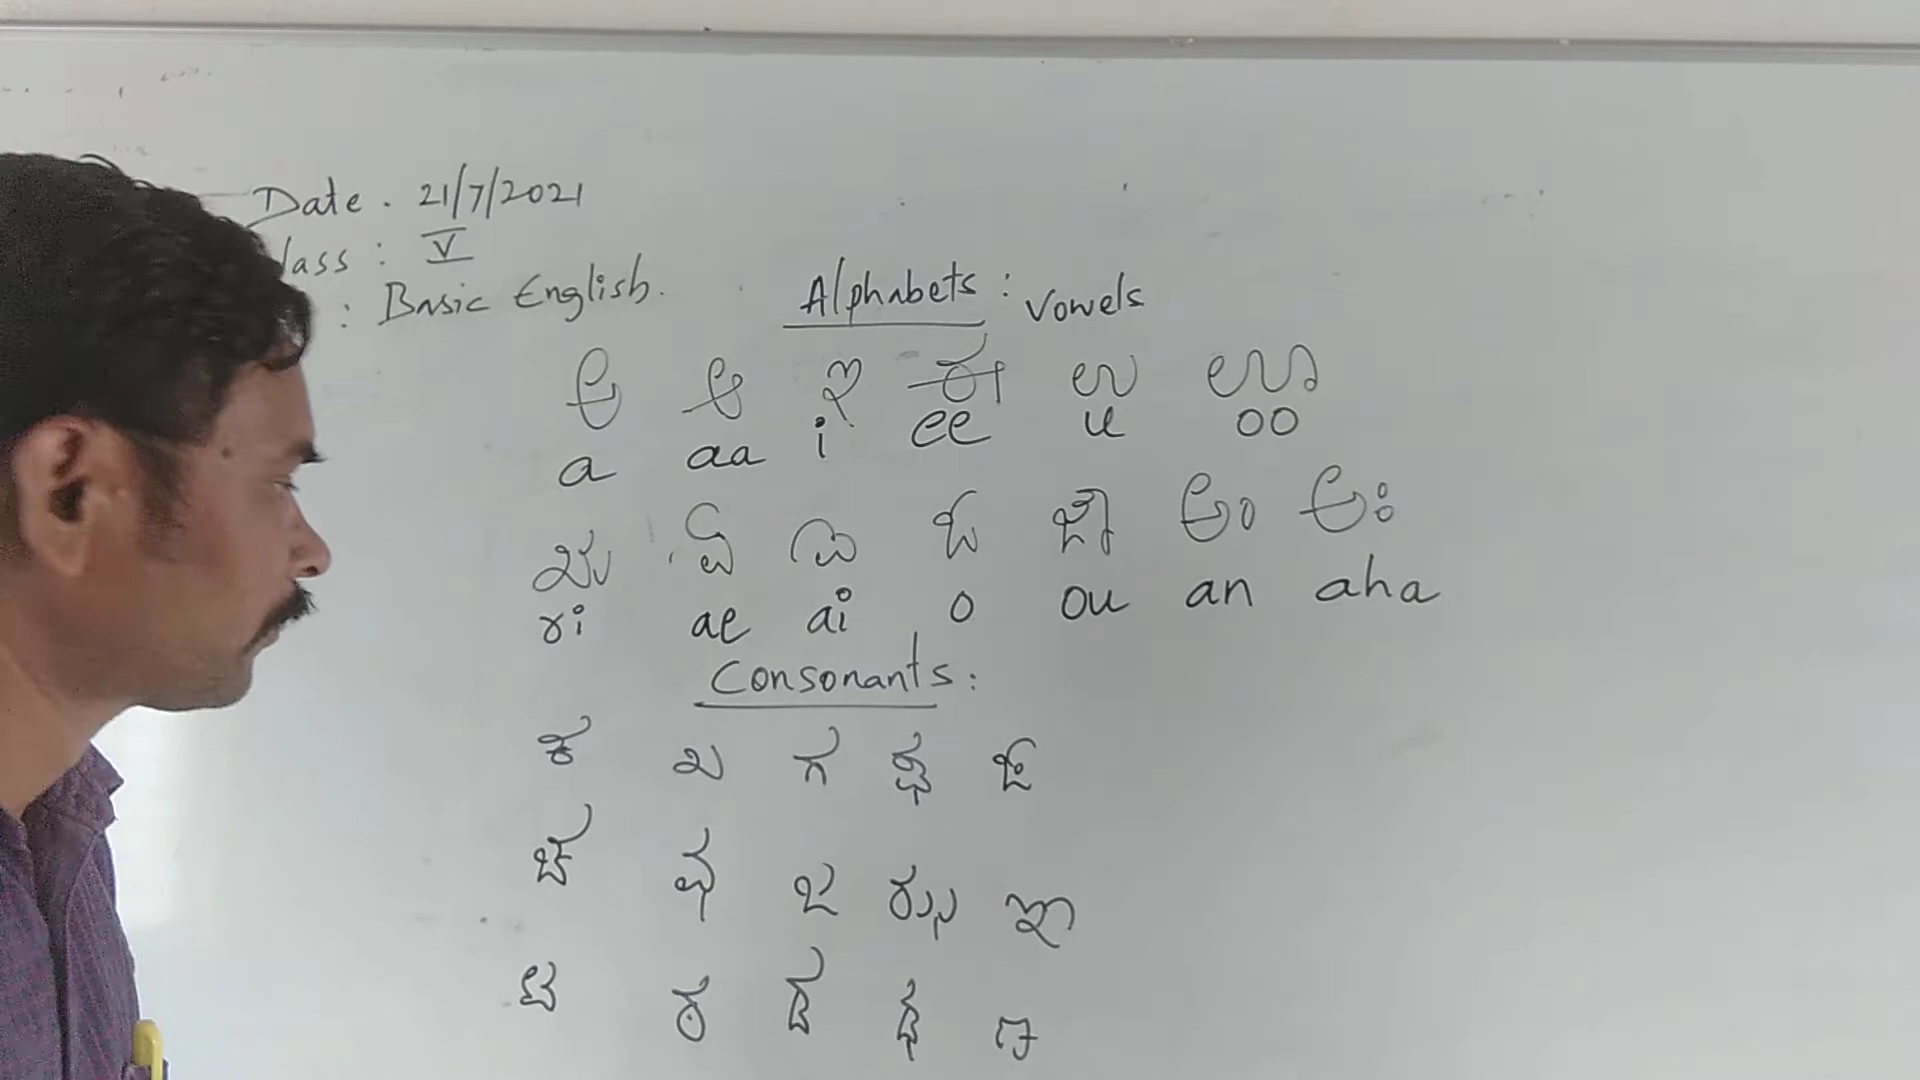 Date . 21/7/2021
lass : V
: Basic English.
Alphabets : vowels
ಅ ಆ ಇ ಈ ಉ ಊ
a aa i ee u oo
ಋ ಏ ಐ ಓ ಔ ಅಂ ಅಃ
ri ae ai o ou an aha
Consonants :
ಕ ಖ ಗ ಘ ಙ
ಚ ಛ ಜ ಝ ಞ
ಟ ಠ ಡ ಢ ಣ